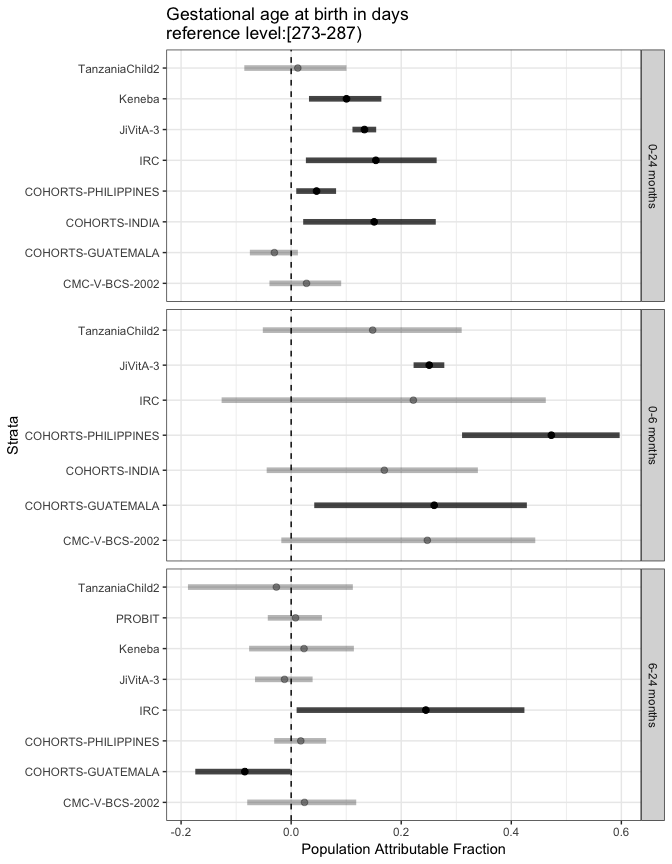 Gestational age at birth in days
reference level:[273-287)
TanzaniaChild2
Keneba
JiVitA-3
IRC
COHORTS-PHILIPPINES
COHORTS-INDIA
COHORTS-GUATEMALA
CMC-V-BCS-2002
0-24 months
TanzaniaChild2
JiVitA-3
IRC
COHORTS-PHILIPPINES
COHORTS-INDIA
COHORTS-GUATEMALA
CMC-V-BCS-2002
0-6 months
Strata
TanzaniaChild2
PROBIT
Keneba
JiVitA-3
IRC
COHORTS-PHILIPPINES
COHORTS-GUATEMALA
CMC-V-BCS-2002
6-24 months
-0.2 0.0 0.2 0.4 0.6
Population Attributable Fraction